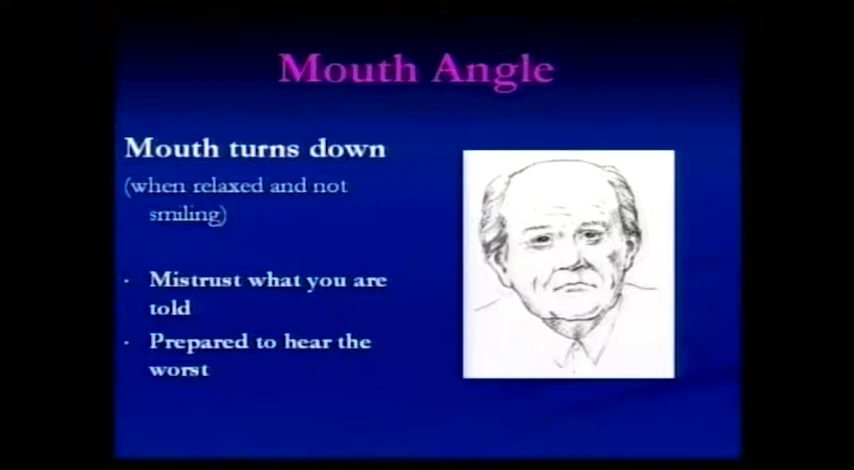 Mouth Angle
Mouth turns down
(when relaxed and not
smiling)
· Mistrust what you are
told
· Prepared to hear the
worst